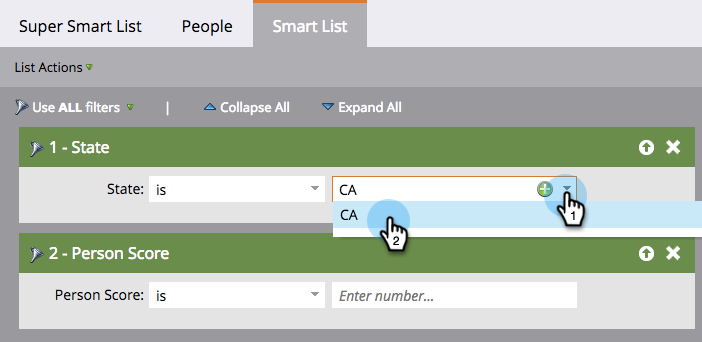 Super Smart List People Smart List
List Actions
Use ALL filters | Collapse All Expand All
1 - State
State: is CA
1
CA
2
2 - Person Score
Person Score: is Enter number...